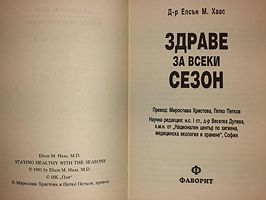 Elson M. Haas, M.D.
STAYING HEALTHY WITH THE SEASONS
© 1981 by Elson M. Haas, M.D.
© ИК „Пан“
© Мирослава Христова и Петко Петков, превод
Д-р Елсън М. Хаас
ЗДРАВЕ
ЗА ВСЕКИ
СЕЗОН
Превод: Мирослава Христова, Петко Петков
Научна редакция: н.с. I ст., д-р Веселка Дулева,
к.м.н. от „Национален център по хигиена,
медицинска екология и хранене“, София
Ф
ФАВОРИТ